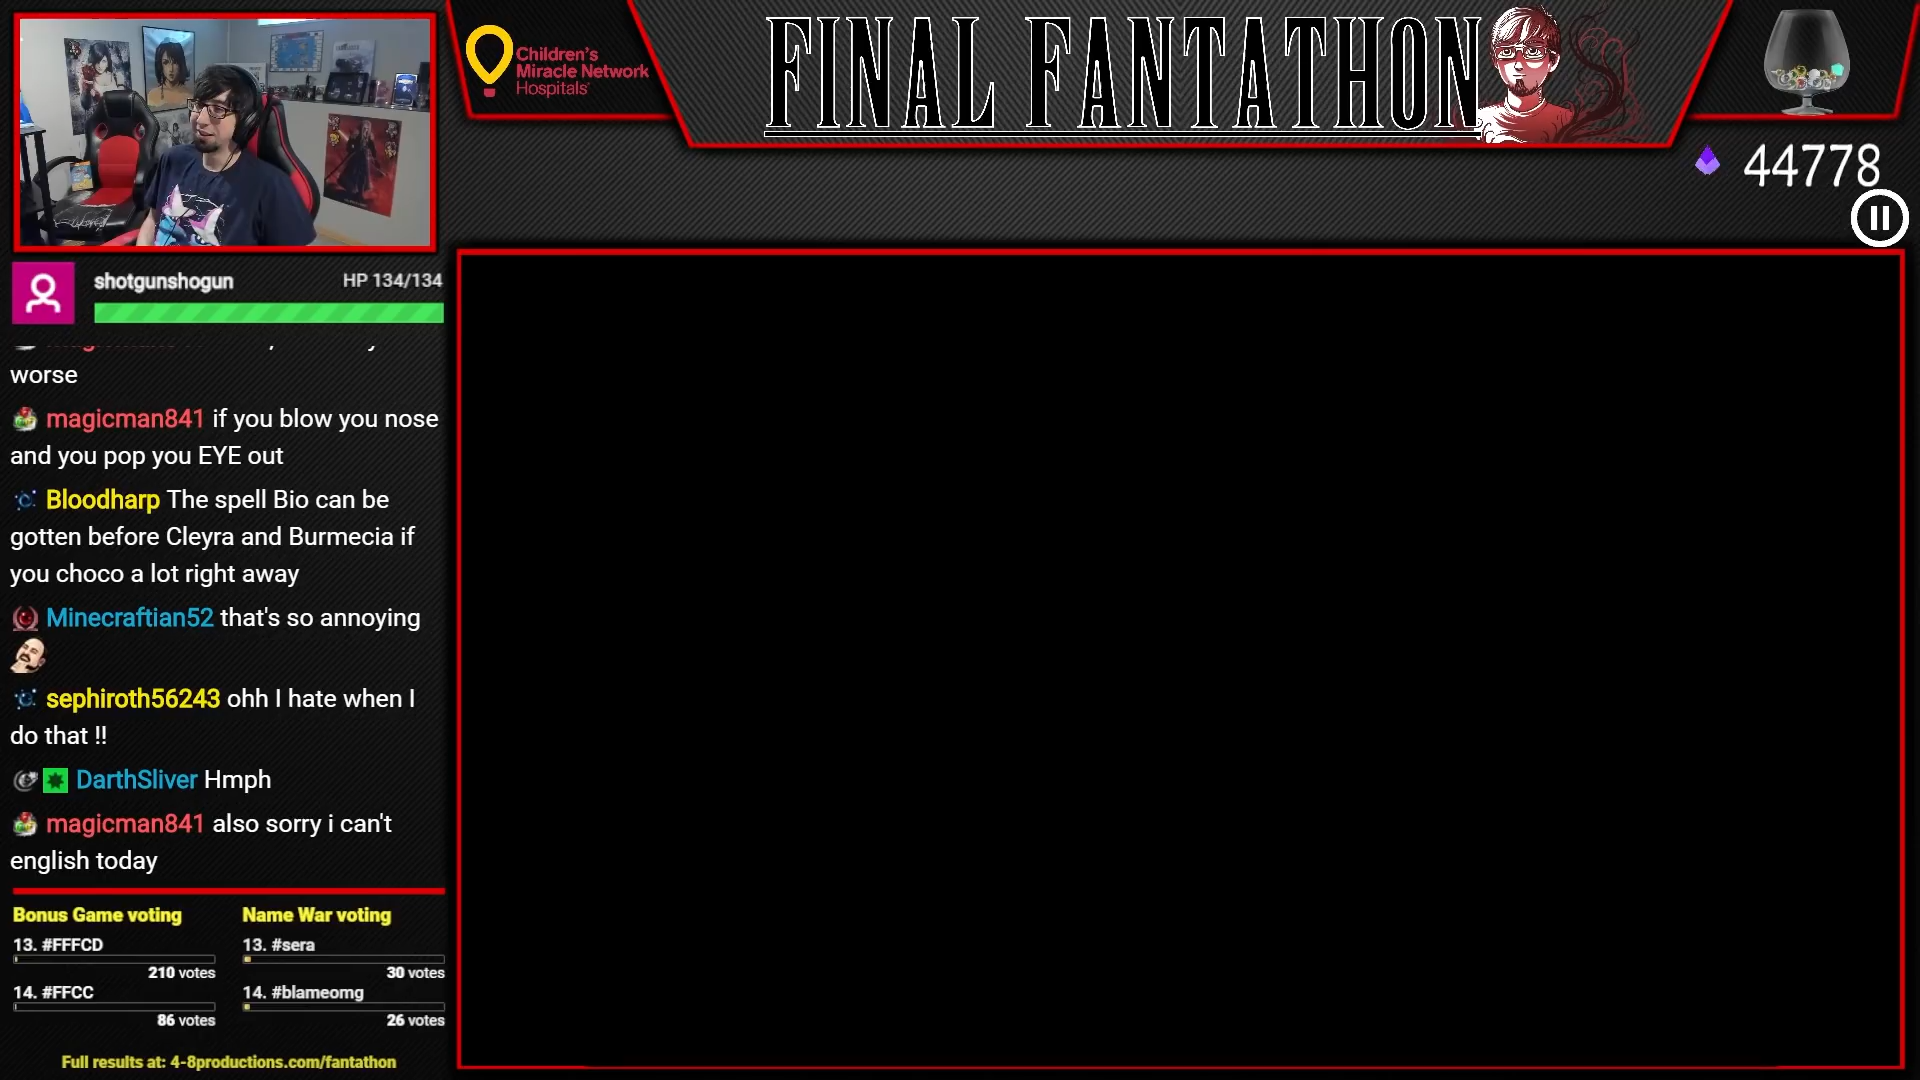 Children's
Miracle Network
Hospitals
FINAL FANTATHON
44778
shotgunshogun HP 134/134
worse
magicman841 if you blow you nose
and you pop you EYE out
Bloodharp The spell Bio can be
gotten before Cleyra and Burmecia if
you choco a lot right away
Minecraftian52 that's so annoying
sephiroth56243 ohh I hate when I
do that !!
DarthSliver Hmph
magicman841 also sorry i can't
english today
Bonus Game voting
13. #FFFCD
210 votes
14. #FFCC
86 votes
Name War voting
13. #sera
30 votes
14. #blameomg
26 votes
Full results at: 4-8productions.com/fantathon